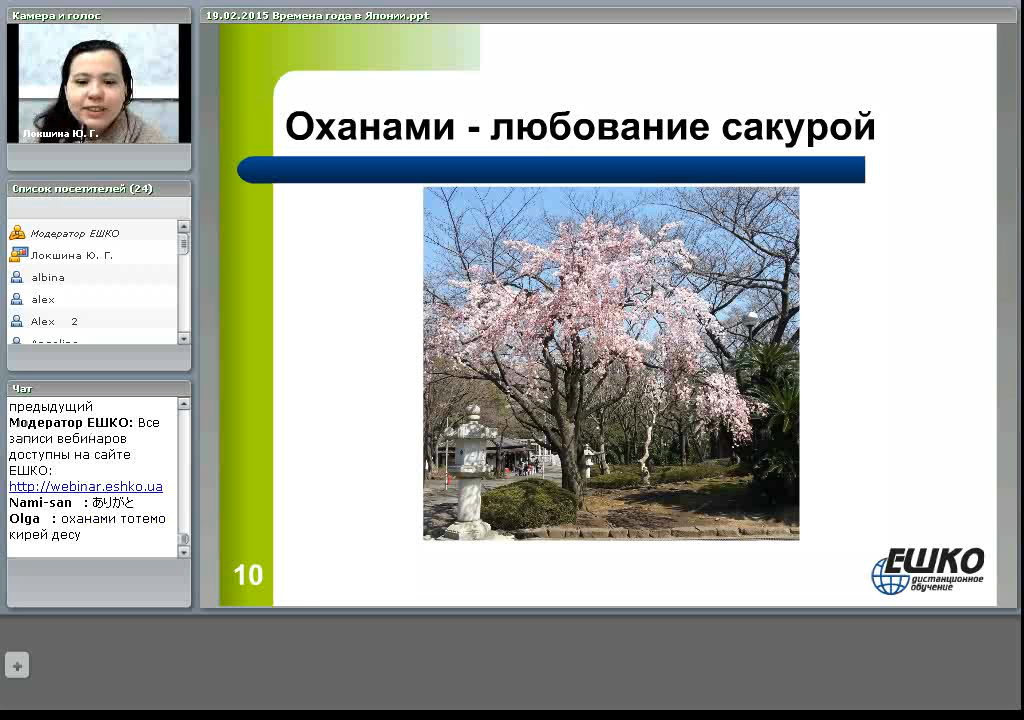 Камера и голос
Локшина Ю. Г.
Список посетителей (24)
Модератор ЕШКО
Локшина Ю. Г.
albina
alex
Alex 2
Чат
предыдущий
Модератор ЕШКО: Все
записи вебинаров
доступны на сайте
ЕШКО:
http://webinar.eshko.ua
Nami-san : ありがと
Olga : оханами тотемо
кирей десу
19.02.2015 Времена года в Японии.ppt
Оханами - любование сакурой
10
ЕШКО
дистанционное
обучение